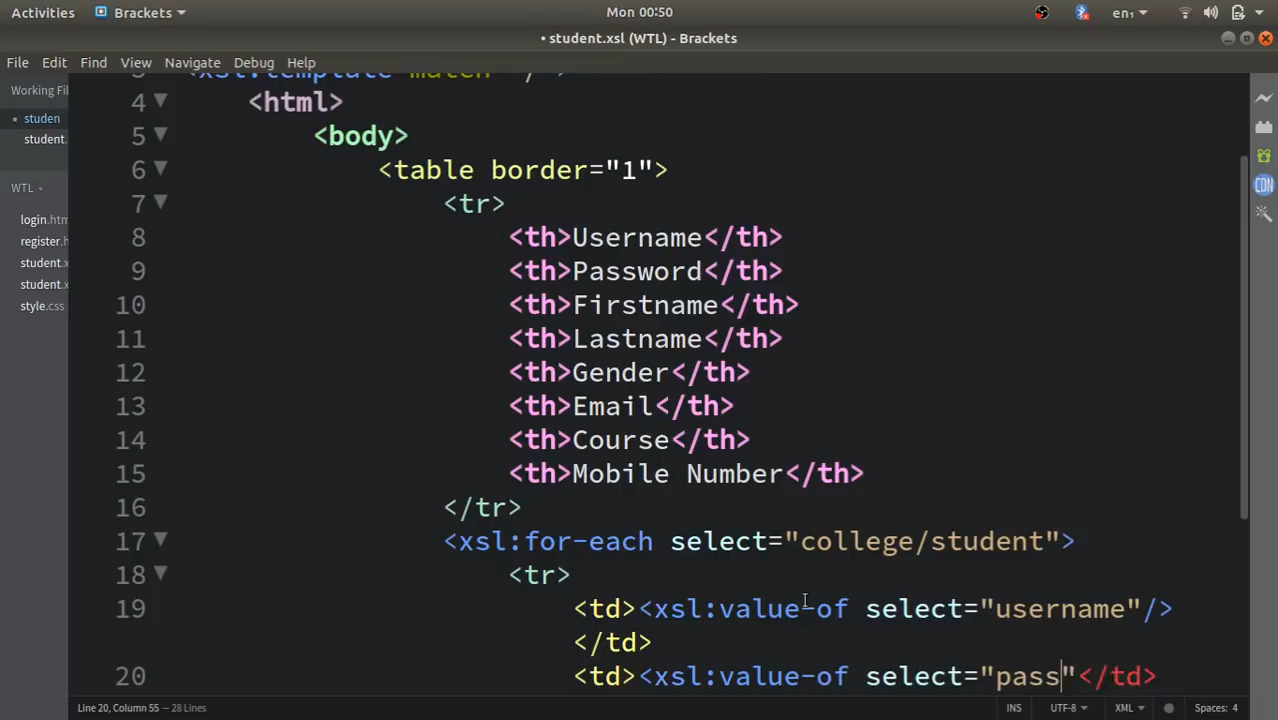 Activities Brackets Mon 00:50 en₁
• student.xsl (WTL) - Brackets
File Edit Find View Navigate Debug Help
Working Fil
• studen
student.
WTL
login.htm
register.h
student.x
student.x
style.css
CDN
4 <html>
5 <body>
6 <table border="1">
7 <tr>
8 <th>Username</th>
9 <th>Password</th>
10 <th>Firstname</th>
11 <th>Lastname</th>
12 <th>Gender</th>
13 <th>Email</th>
14 <th>Course</th>
15 <th>Mobile Number</th>
16 </tr>
17 <xsl:for-each select="college/student">
18 <tr>
19 <td><xsl:value-of select="username"/>
</td>
20 <td><xsl:value-of select="pass"</td>
Line 20, Column 55 — 28 Lines INS UTF-8 XML Spaces: 4